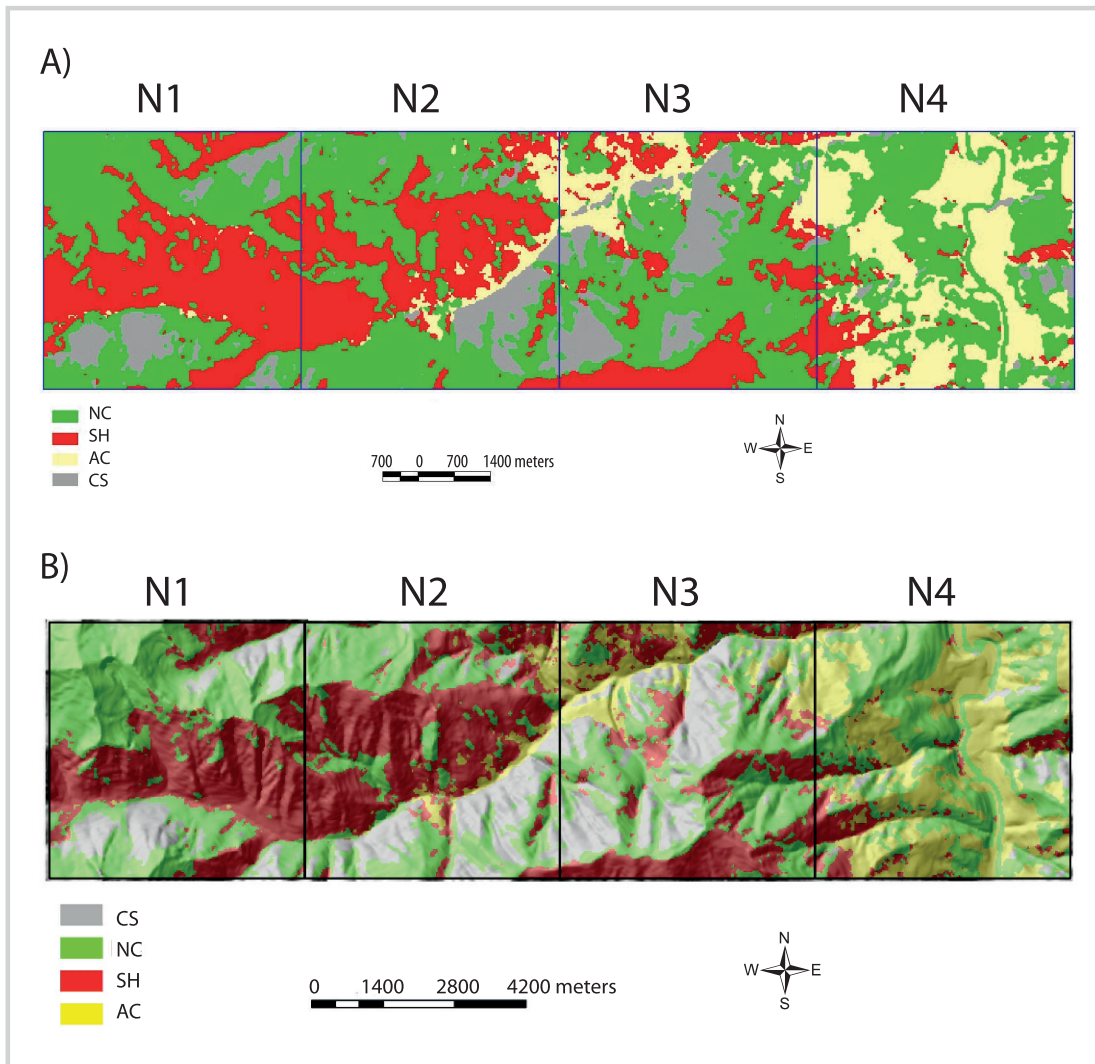 A)
N1 N2 N3 N4
NC
SH
AC
CS
700 0 700 1400 meters
N
W E
S
B)
N1 N2 N3 N4
CS
NC
SH
AC
0 1400 2800 4200 meters
N
W E
S